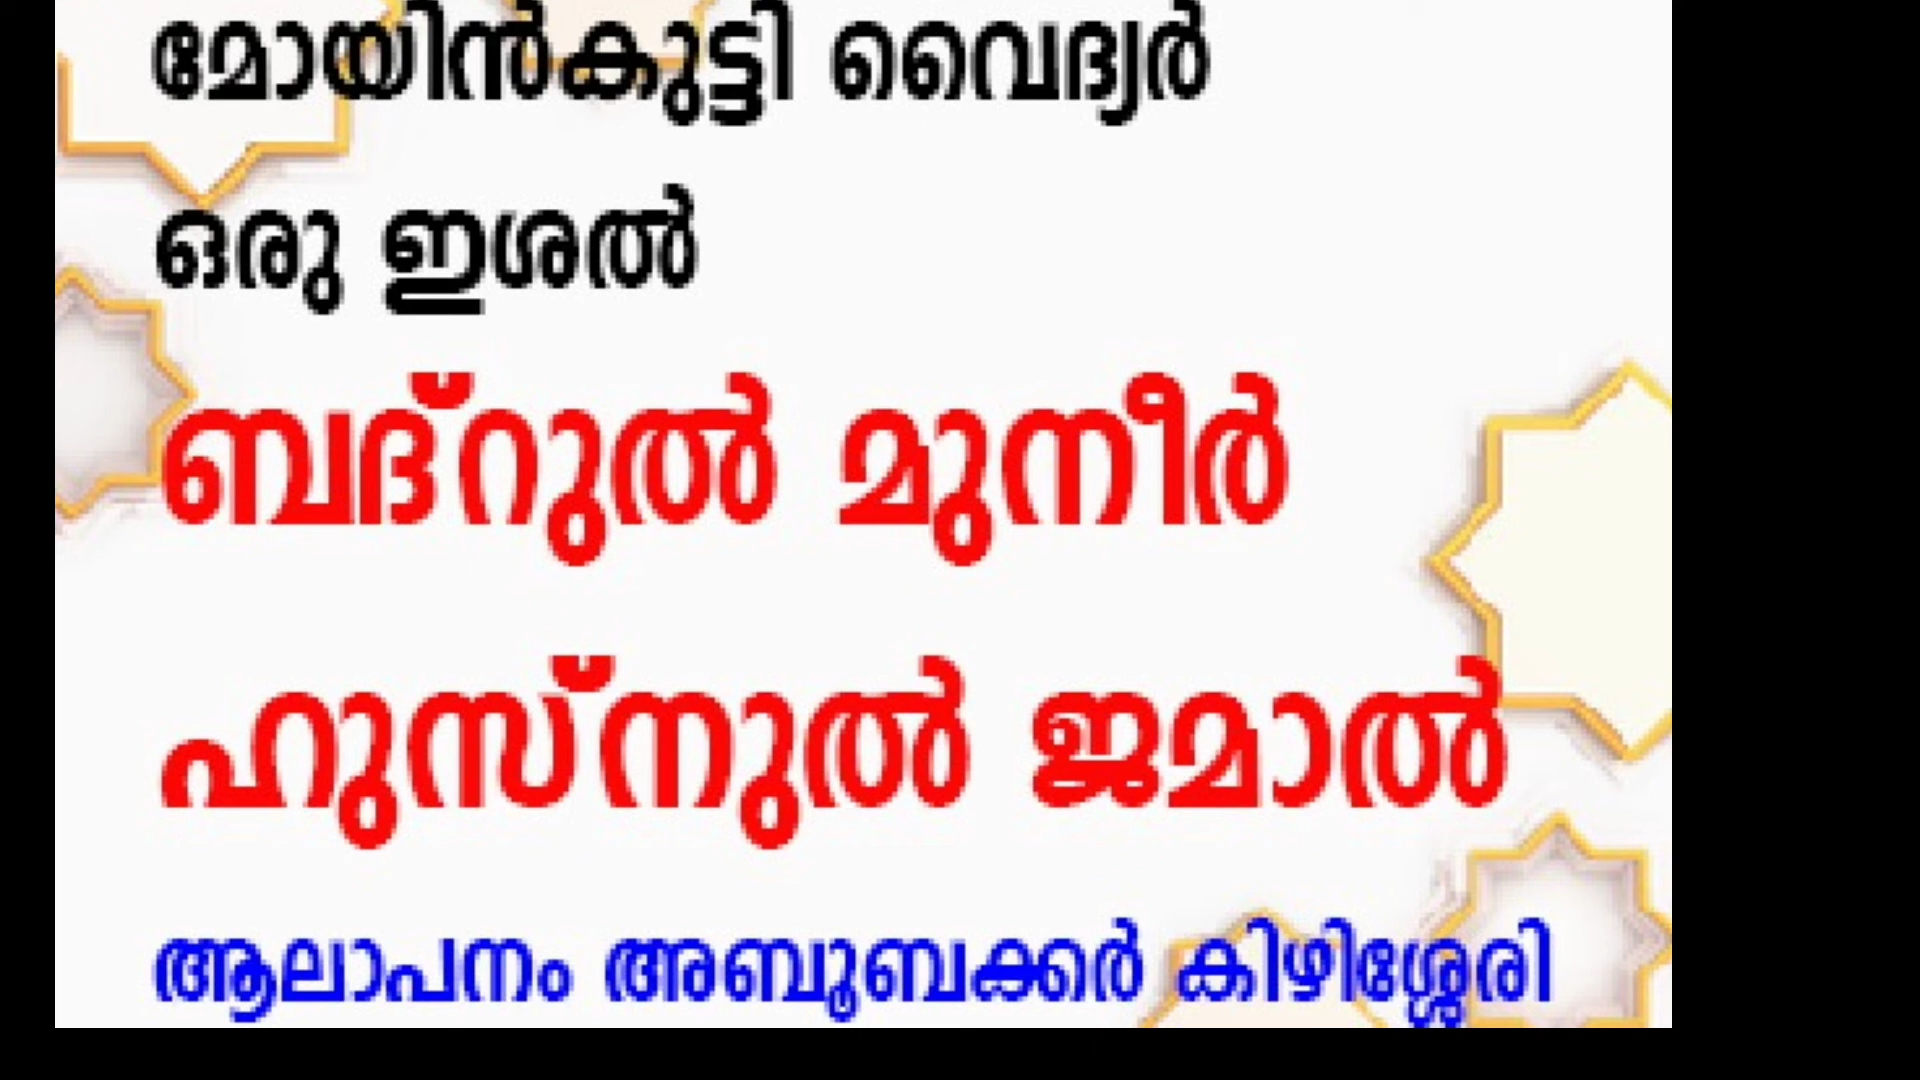 മോയിൻകുട്ടി വൈദ്യർ
ഒരു ഇശൽ
ബദ്റുൽ മുനീർ
ഹുസ്നുൽ ജമാൽ
ആലാപനം അബൂബക്കർ കിഴിശ്ശേരി